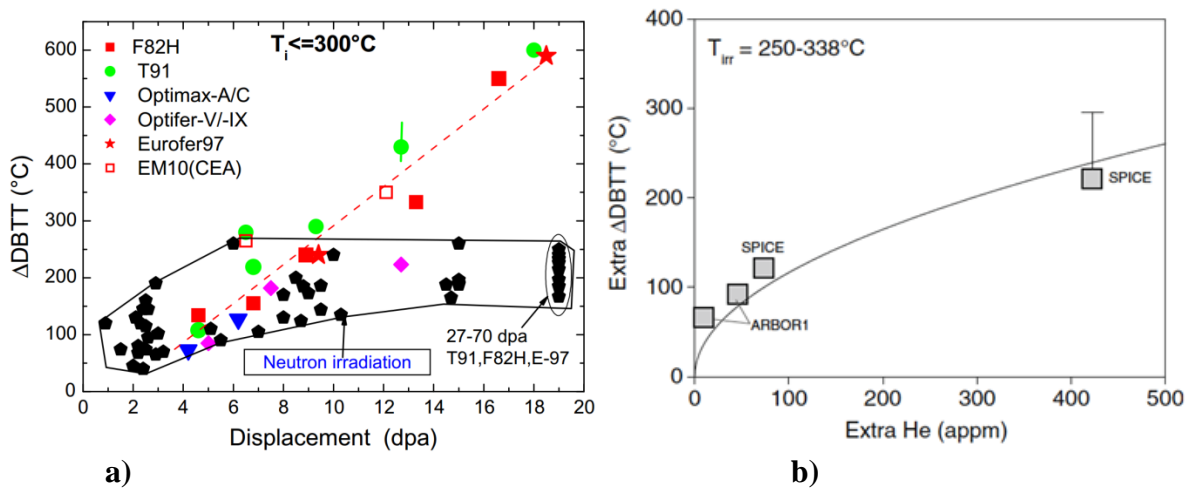 T_i<=300°C
F82H
T91
Optimax-A/C
Optifer-V/-IX
Eurofer97
EM10(CEA)
600
500
400
300
200
100
0
ΔDBTT (°C)
27-70 dpa
T91,F82H,E-97
Neutron irradiation
0 2 4 6 8 10 12 14 16 18 20
Displacement (dpa)
a)
T_irr = 250-338°C
400
300
200
100
0
Extra ΔDBTT (°C)
SPICE
SPICE
ARBOR1
0 100 200 300 400 500
Extra He (appm)
b)